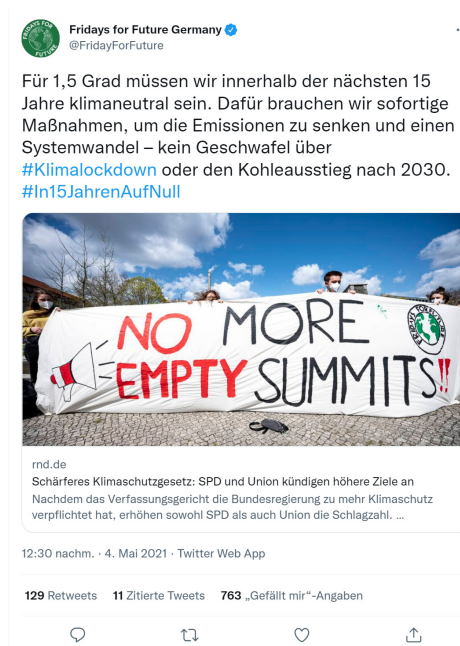 Fridays for Future Germany
@FridayForFuture
Für 1,5 Grad müssen wir innerhalb der nächsten 15
Jahre klimaneutral sein. Dafür brauchen wir sofortige
Maßnahmen, um die Emissionen zu senken und einen
Systemwandel – kein Geschwafel über
#Klimalockdown oder den Kohleausstieg nach 2030.
#In15JahrenAufNull
NO MORE
EMPTY SUMMITS!!
FRIDAYS FOR FUTURE
rnd.de
Schärferes Klimaschutzgesetz: SPD und Union kündigen höhere Ziele an
Nachdem das Verfassungsgericht die Bundesregierung zu mehr Klimaschutz
verpflichtet hat, erhöhen sowohl SPD als auch Union die Schlagzahl. ...
12:30 nachm. · 4. Mai 2021 · Twitter Web App
129 Retweets 11 Zitierte Tweets 763 „Gefällt mir“-Angaben